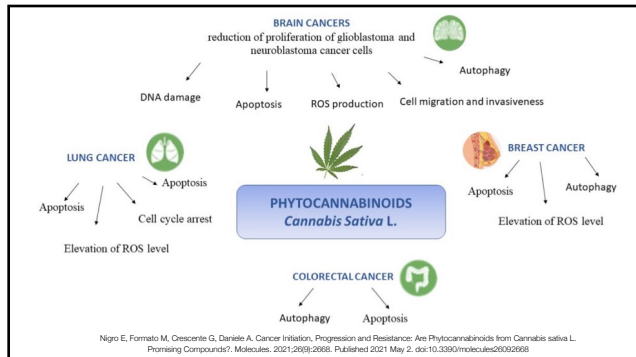 BRAIN CANCERS
reduction of proliferation of glioblastoma and
neuroblastoma cancer cells
Autophagy
DNA damage
Apoptosis
ROS production
Cell migration and invasiveness
LUNG CANCER
Apoptosis
Apoptosis
Cell cycle arrest
Elevation of ROS level
PHYTOCANNABINOIDS
Cannabis Sativa L.
BREAST CANCER
Apoptosis
Autophagy
Elevation of ROS level
COLORECTAL CANCER
Autophagy
Apoptosis
Nigro E, Formato M, Crescente G, Daniele A. Cancer Initiation, Progression and Resistance: Are Phytocannabinoids from Cannabis sativa L.
Promising Compounds?. Molecules. 2021;26(9):2668. Published 2021 May 2. doi:10.3390/molecules26092668